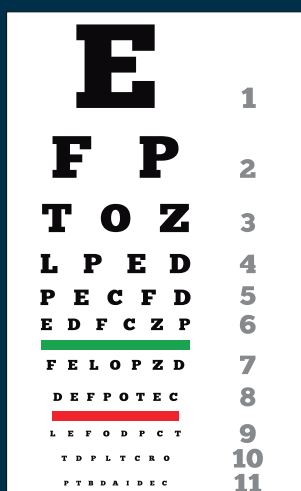 E 1
F P 2
T O Z 3
L P E D 4
P E C F D 5
E D F C Z P 6
F E L O P Z D 7
D E F P O T E C 8
L E F O D P C T 9
T D P L T C R O 10
P T B D A I D E C 11